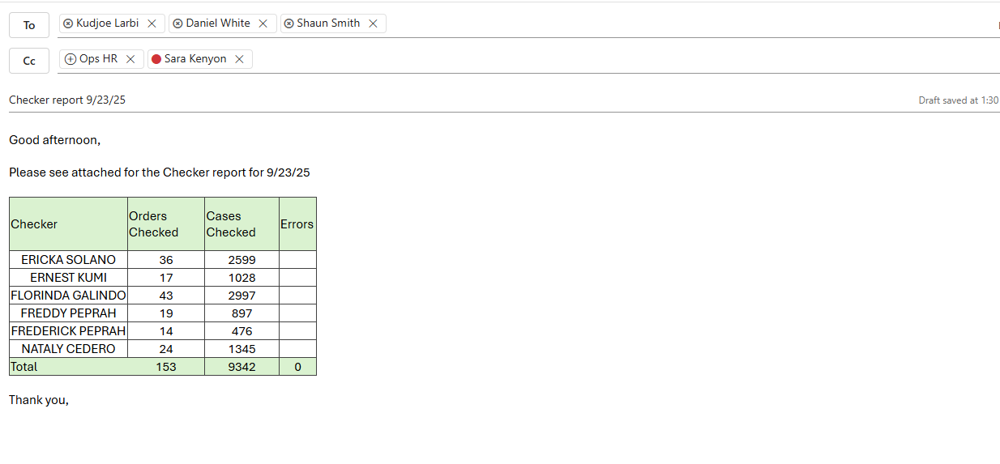 To Kudjoe Larbi Daniel White Shaun Smith
Cc Ops HR Sara Kenyon
Checker report 9/23/25 Draft saved at 1:30
Good afternoon,
Please see attached for the Checker report for 9/23/25
Checker Orders Checked Cases Checked Errors
ERICKA SOLANO 36 2599
ERNEST KUMI 17 1028
FLORINDA GALINDO 43 2997
FREDDY PEPRAH 19 897
FREDERICK PEPRAH 14 476
NATALY CEDERO 24 1345
Total 153 9342 0
Thank you,